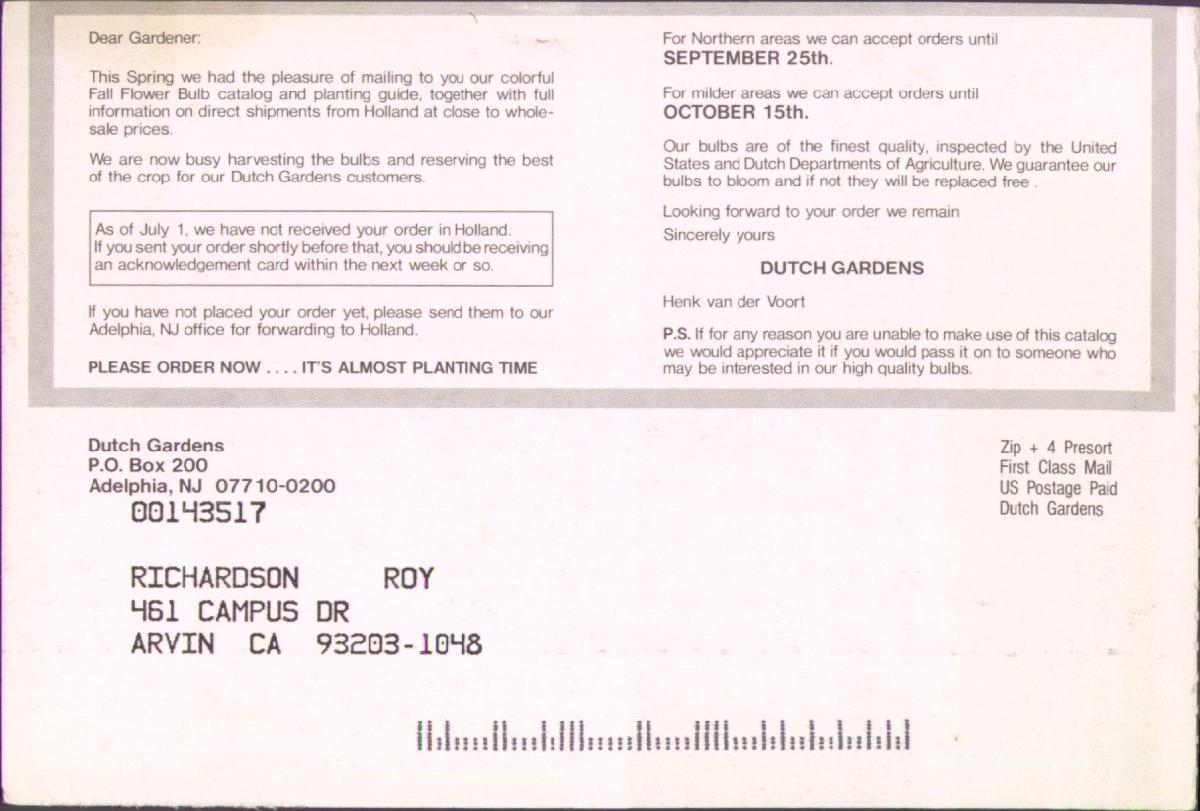 Dear Gardener:
This Spring we had the pleasure of mailing to you our colorful
Fall Flower Bulb catalog and planting guide, together with full
information on direct shipments from Holland at close to whole-
sale prices.
We are now busy harvesting the bulbs and reserving the best
of the crop for our Dutch Gardens customers.
As of July 1, we have not received your order in Holland.
If you sent your order shortly before that, you should be receiving
an acknowledgement card within the next week or so.
If you have not placed your order yet, please send them to our
Adelphia, NJ office for forwarding to Holland.
PLEASE ORDER NOW .... IT'S ALMOST PLANTING TIME
For Northern areas we can accept orders until
SEPTEMBER 25th.
For milder areas we can accept orders until
OCTOBER 15th.
Our bulbs are of the finest quality, inspected by the United
States and Dutch Departments of Agriculture. We guarantee our
bulbs to bloom and if not they will be replaced free .
Looking forward to your order we remain
Sincerely yours
DUTCH GARDENS
Henk van der Voort
P.S. If for any reason you are unable to make use of this catalog
we would appreciate it if you would pass it on to someone who
may be interested in our high quality bulbs.
Dutch Gardens
P.O. Box 200
Adelphia, NJ 07710-0200
00143517
RICHARDSON ROY
461 CAMPUS DR
ARVIN CA 93203-1048
Zip + 4 Presort
First Class Mail
US Postage Paid
Dutch Gardens